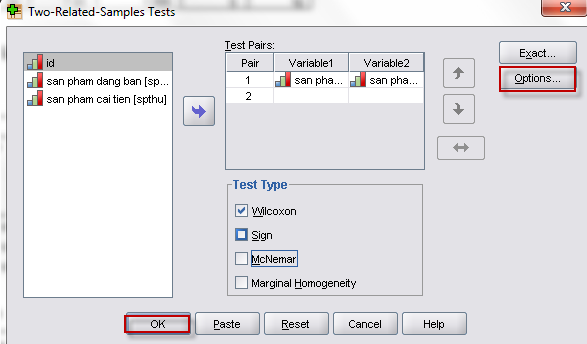 Two-Related-Samples Tests
id
san pham dang ban [sp...
san pham cai tien [spthu]
Test Pairs:
Pair Variable1 Variable2
1 san pha... san pha...
2
Exact...
Options...
Test Type
Wilcoxon
Sign
McNemar
Marginal Homogeneity
OK Paste Reset Cancel Help